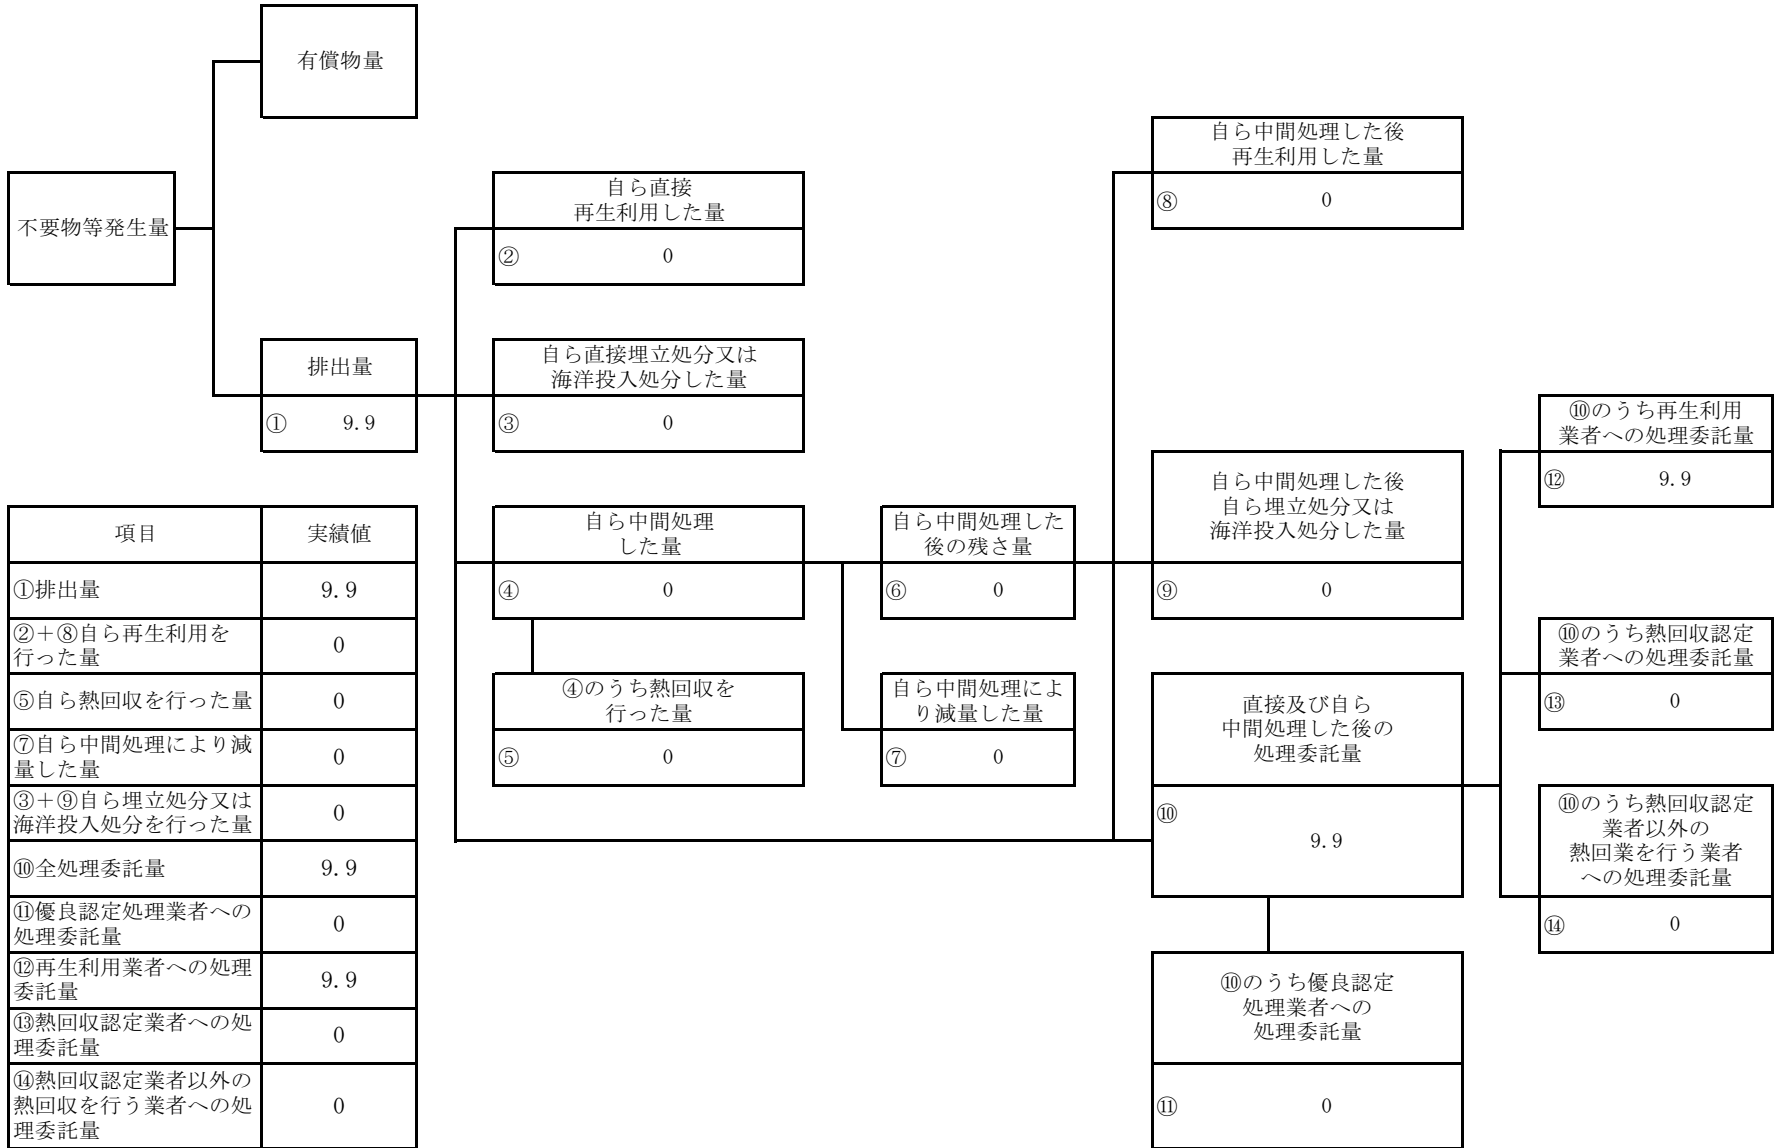 有償物量
不要物等発生量
排出量
① 9.9
自ら直接
再生利用した量
② 0
自ら直接埋立処分又は
海洋投入処分した量
③ 0
自ら中間処理
した量
④ 0
④のうち熱回収を
行った量
⑤ 0
自ら中間処理した
後の残さ量
⑥ 0
自ら中間処理によ
り減量した量
⑦ 0
自ら中間処理した後
再生利用した量
⑧ 0
自ら中間処理した後
自ら埋立処分又は
海洋投入処分した量
⑨ 0
直接及び自ら
中間処理した後の
処理委託量
⑩
9.9
⑩のうち優良認定
処理業者への
処理委託量
⑪ 0
⑩のうち再生利用
業者への処理委託量
⑫ 9.9
⑩のうち熱回収認定
業者への処理委託量
⑬ 0
⑩のうち熱回収認定
業者以外の
熱回業を行う業者
への処理委託量
⑭ 0
項目 実績値
①排出量 9.9
②＋⑧自ら再生利用を
行った量 0
⑤自ら熱回収を行った量 0
⑦自ら中間処理により減
量した量 0
③＋⑨自ら埋立処分又は
海洋投入処分を行った量 0
⑩全処理委託量 9.9
⑪優良認定処理業者への
処理委託量 0
⑫再生利用業者への処理
委託量 9.9
⑬熱回収認定業者への処
理委託量 0
⑭熱回収認定業者以外の
熱回収を行う業者への処 0
理委託量